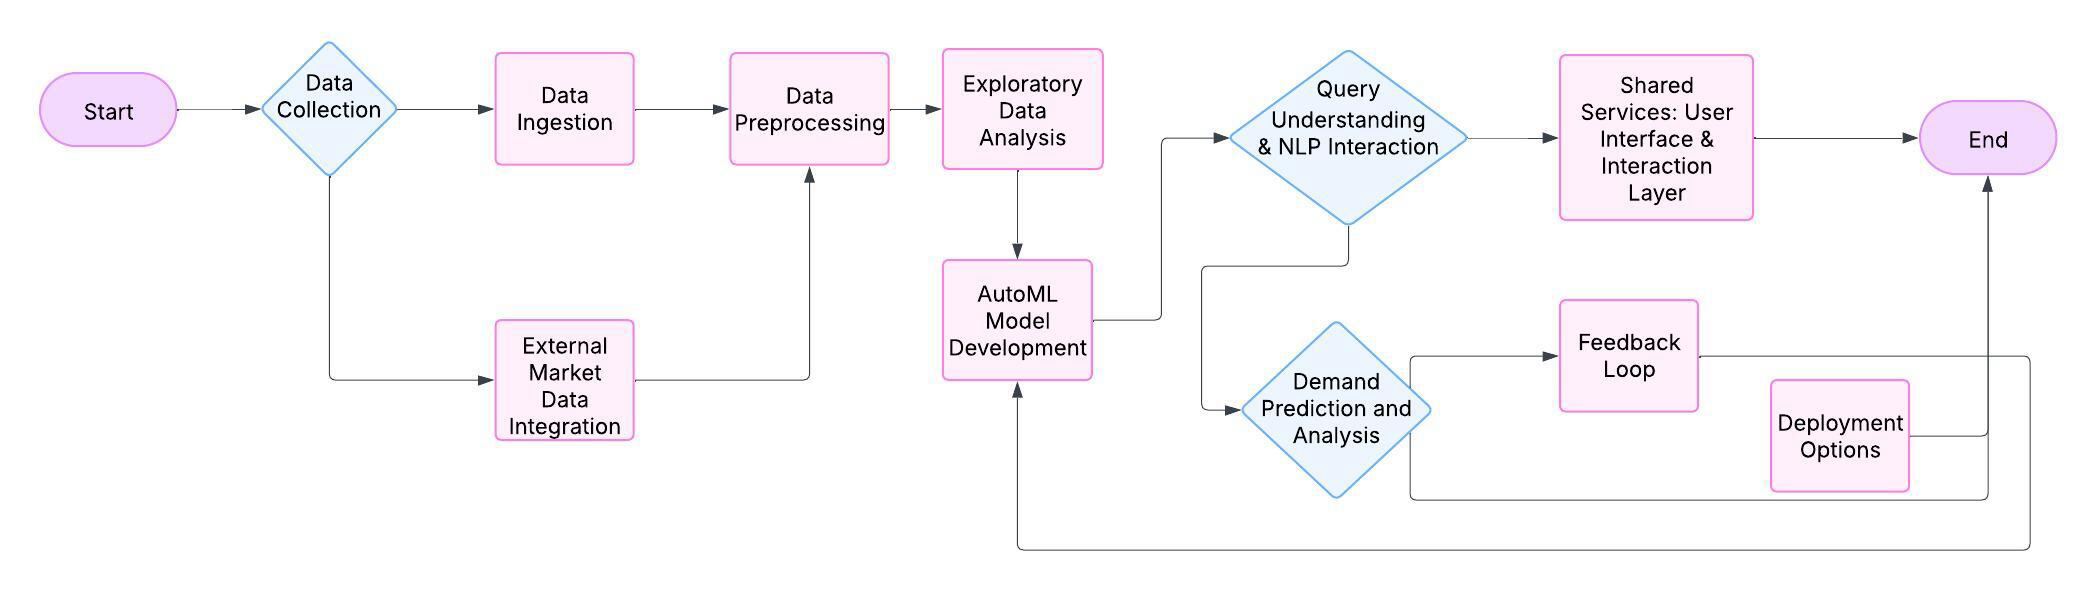 Start
Data
Collection
Data
Ingestion
Data
Preprocessing
Exploratory
Data
Analysis
Query
Understanding
& NLP Interaction
Shared
Services: User
Interface &
Interaction
Layer
End
External
Market
Data
Integration
AutoML
Model
Development
Demand
Prediction and
Analysis
Feedback
Loop
Deployment
Options